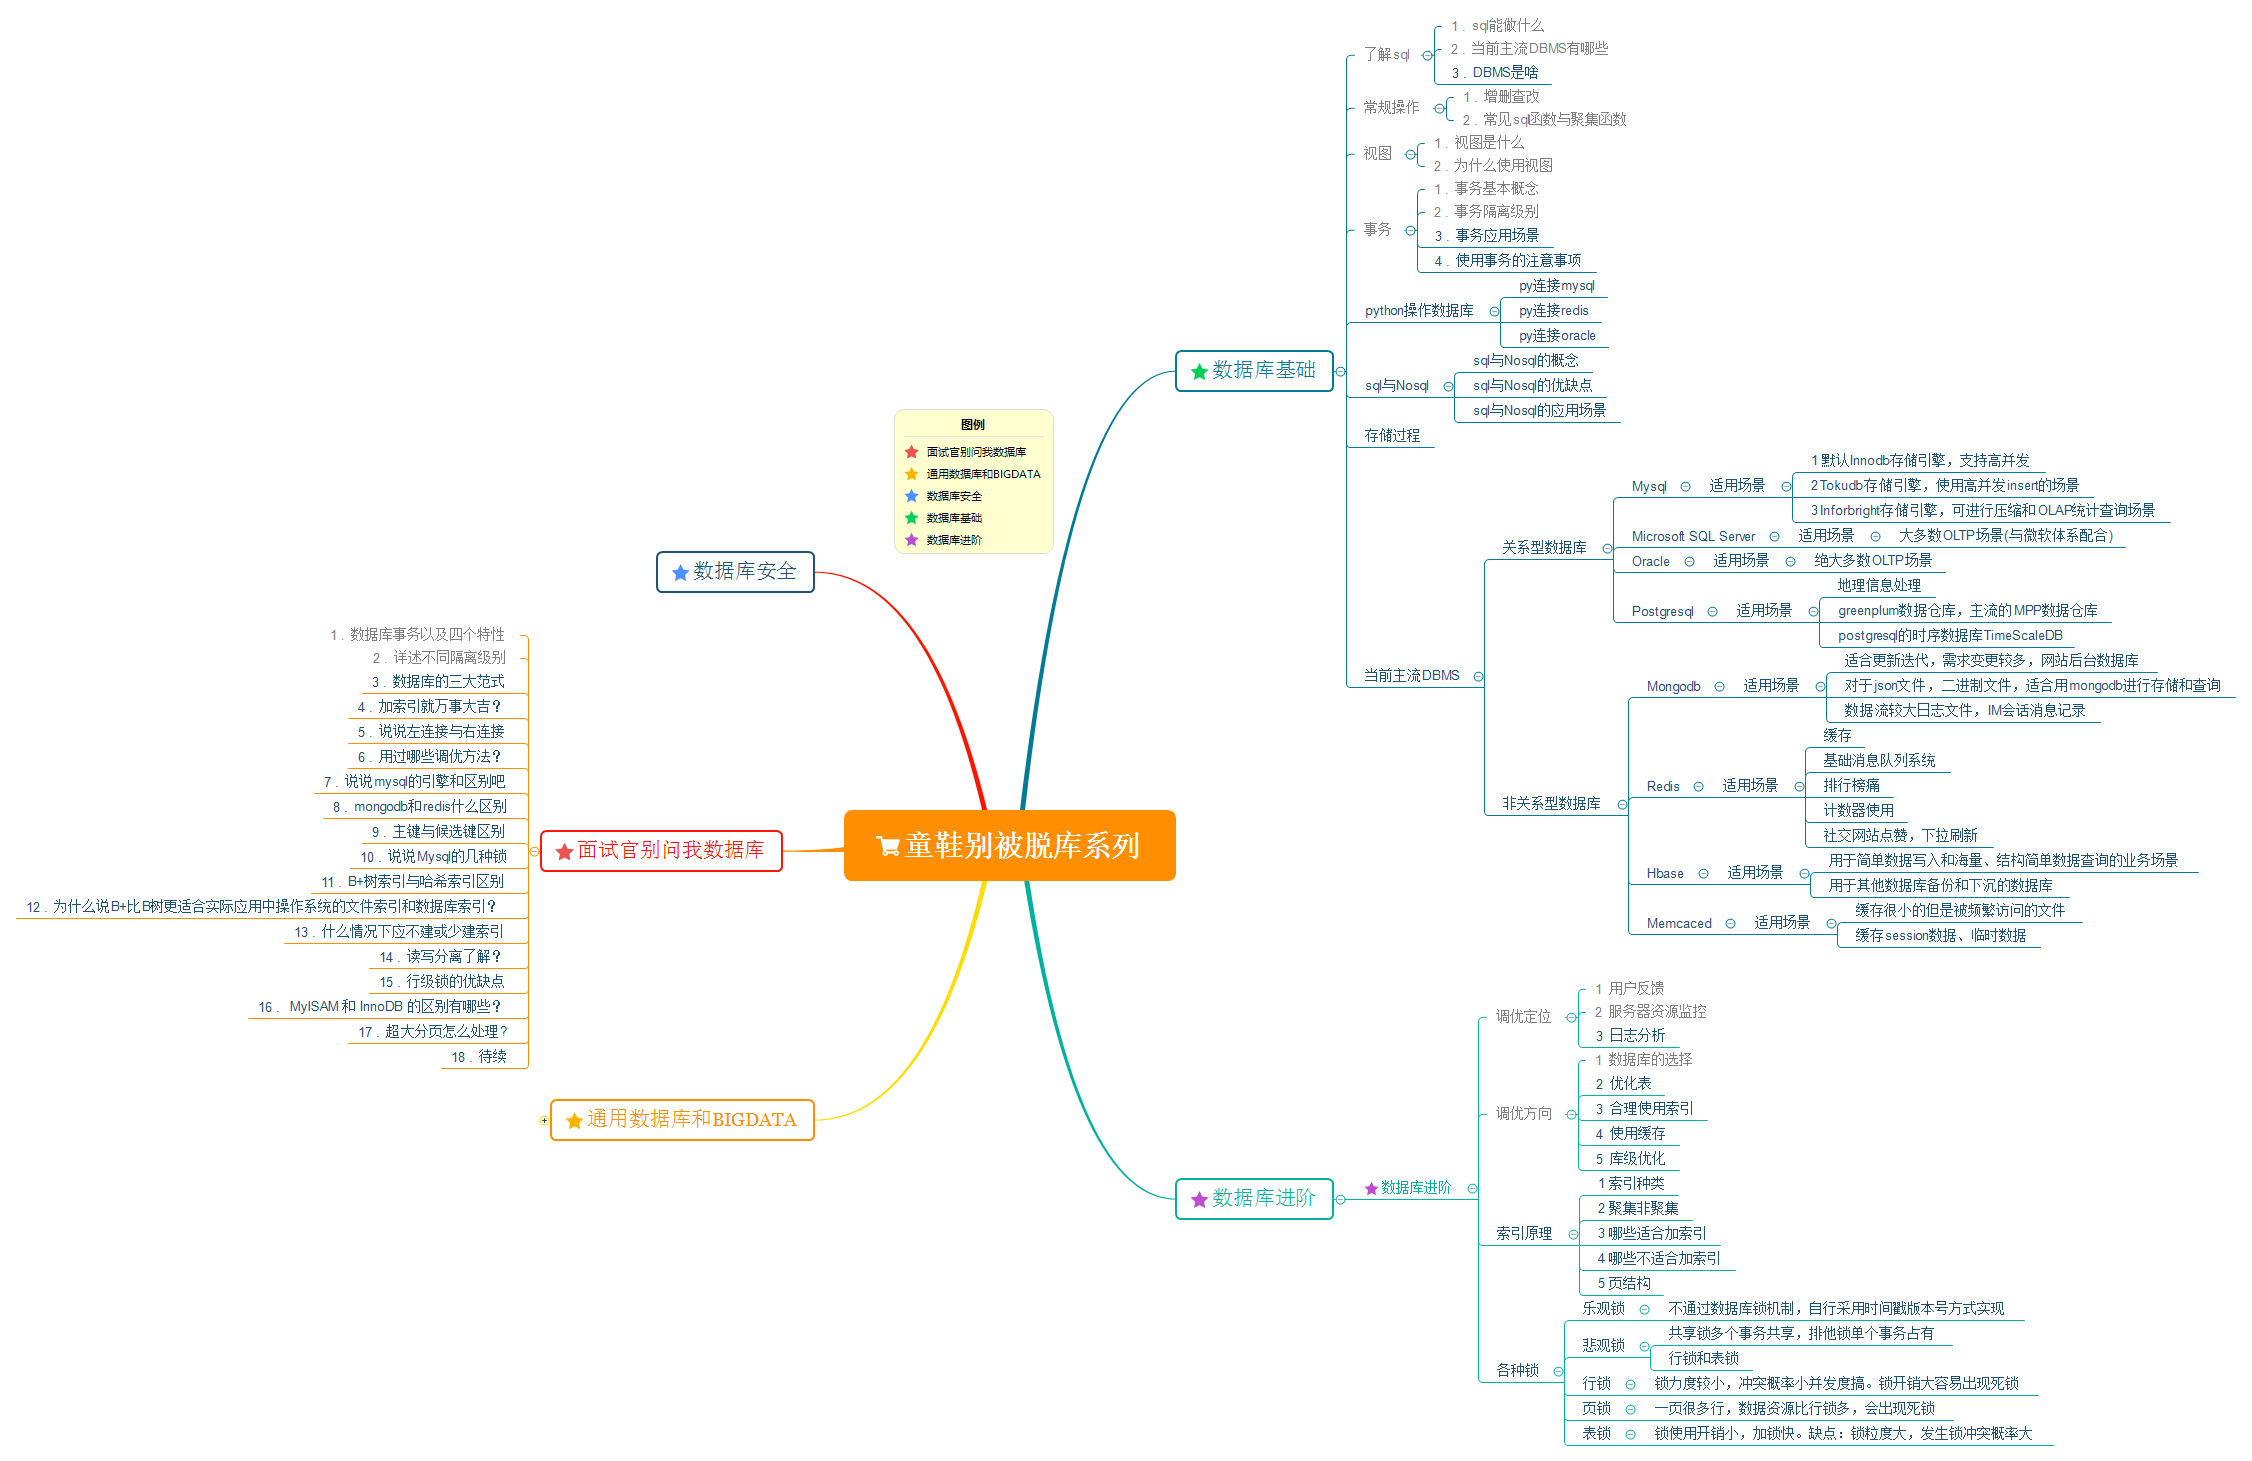 童鞋别被脱库系列
图例
面试官别问我数据库
通用数据库和BIGDATA
数据库安全
数据库基础
数据库进阶
数据库基础
了解sql
1． sql能做什么
2．当前主流DBMS有哪些
3．DBMS是啥
常规操作
1．增删查改
2．常见sql函数与聚集函数
视图
1．视图是什么
2．为什么使用视图
事务
1．事务基本概念
2．事务隔离级别
3．事务应用场景
4．使用事务的注意事项
python操作数据库
py连接mysql
py连接redis
py连接oracle
sql与Nosql
sql与Nosql的概念
sql与Nosql的优缺点
sql与Nosql的应用场景
存储过程
当前主流DBMS
关系型数据库
Mysql
适用场景
1 默认Innodb存储引擎，支持高并发
2 Tokudb存储引擎，使用高并发insert的场景
3 Inforbright存储引擎，可进行压缩和OLAP统计查询场景
Microsoft SQL Server
适用场景
大多数OLTP场景(与微软体系配合)
Oracle
适用场景
绝大多数OLTP场景
Postgresql
适用场景
地理信息处理
greenplum数据仓库，主流的MPP数据仓库
postgresql的时序数据库TimeScaleDB
非关系型数据库
Mongodb
适用场景
适合更新迭代，需求变更较多，网站后台数据库
对于json文件，二进制文件，适合用mongodb进行存储和查询
数据流较大日志文件，IM会话消息记录
Redis
适用场景
缓存
基础消息队列系统
排行榜痛
计数器使用
社交网站点赞，下拉刷新
Hbase
适用场景
用于简单数据写入和海量、结构简单数据查询的业务场景
用于其他数据库备份和下沉的数据库
Memcaced
适用场景
缓存很小的但是被频繁访问的文件
缓存session数据、临时数据
数据库进阶
数据库进阶
调优定位
1 用户反馈
2 服务器资源监控
3 日志分析
调优方向
1 数据库的选择
2 优化表
3 合理使用索引
4 使用缓存
5 库级优化
索引原理
1 索引种类
2 聚集非聚集
3 哪些适合加索引
4 哪些不适合加索引
5 页结构
各种锁
乐观锁
不通过数据库锁机制，自行采用时间戳版本号方式实现
悲观锁
共享锁多个事务共享，排他锁单个事务占有
行锁和表锁
行锁
锁力度较小，冲突概率小并发度搞。锁开销大容易出现死锁
页锁
一页很多行，数据资源比行锁多，会出现死锁
表锁
锁使用开销小，加锁快。缺点：锁粒度大，发生锁冲突概率大
数据库安全
面试官别问我数据库
1．数据库事务以及四个特性
2．详述不同隔离级别
3．数据库的三大范式
4．加索引就万事大吉？
5．说说左连接与右连接
6．用过哪些调优方法？
7．说说mysql的引擎和区别吧
8．mongodb和redis什么区别
9．主键与候选键区别
10．说说Mysql的几种锁
11．B+树索引与哈希索引区别
12．为什么说B+比B树更适合实际应用中操作系统的文件索引和数据库索引？
13．什么情况下应不建或少建索引
14．读写分离了解？
15．行级锁的优缺点
16． MyISAM 和 InnoDB 的区别有哪些？
17．超大分页怎么处理?
18．待续
通用数据库和BIGDATA